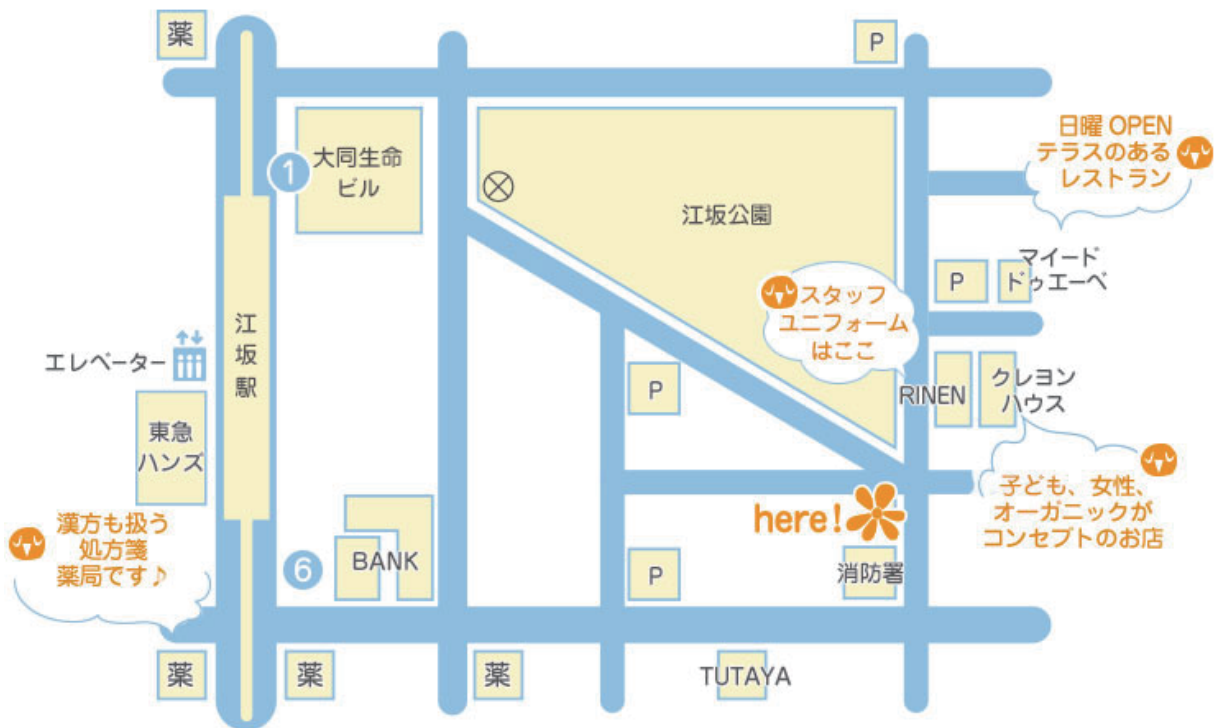 薬
P
大同生命
ビル
1
日曜 OPEN
テラスのある
レストラン
江坂公園
マイード
ドゥエーベ
P
スタッフ
ユニフォーム
はここ
江坂駅
エレベーター
P
RINEN
クレヨン
ハウス
東急
ハンズ
子ども、女性、
オーガニックが
コンセプトのお店
here!
漢方も扱う
処方箋
薬局です♪
6
BANK
P
消防署
薬
薬
薬
TUTAYA